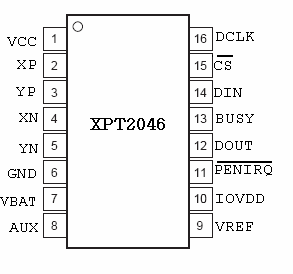 VCC 1 16 DCLK
XP 2 15 CS
YP 3 14 DIN
XN 4 XPT2046 13 BUSY
YN 5 12 DOUT
GND 6 11 PENIRQ
VBAT 7 10 IOVDD
AUX 8 9 VREF